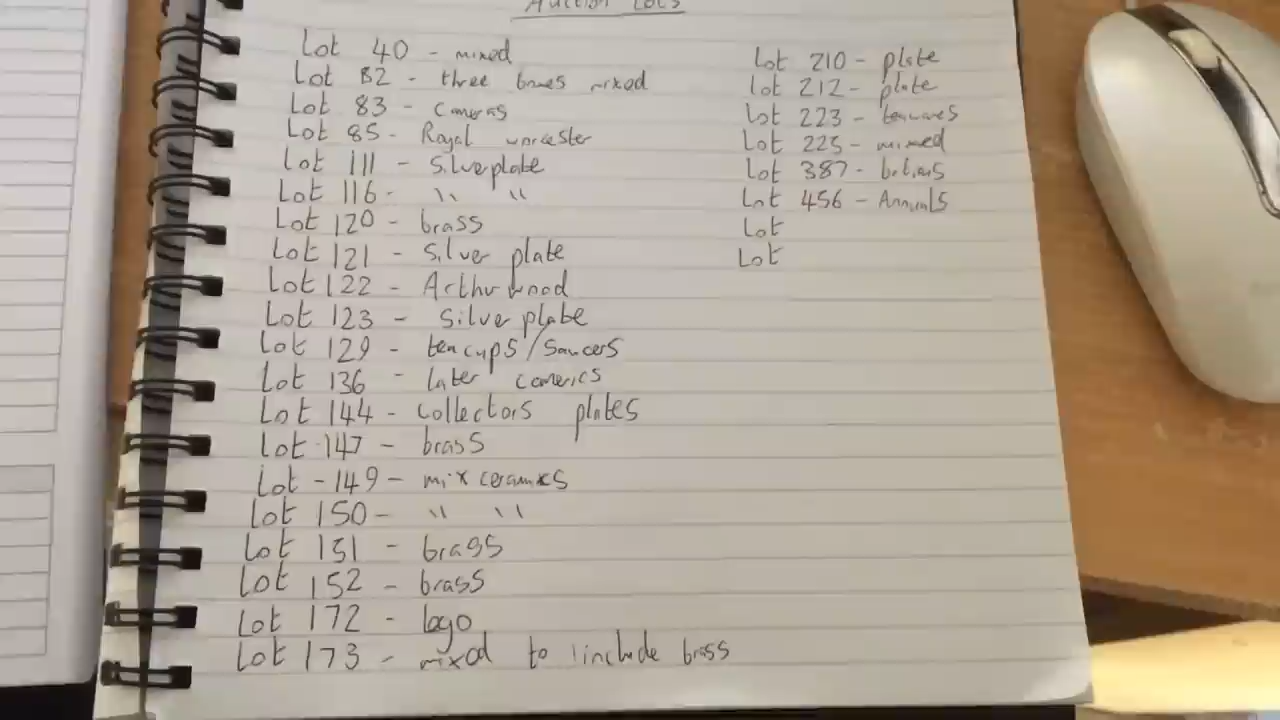 Auction Lots
Lot 40 - mixed
Lot 82 - three boxes mixed
Lot 83 - cameras
Lot 85 - Royal worcester
Lot 111 - Silverplate
Lot 116 - " "
Lot 120 - brass
Lot 121 - Silver plate
Lot 122 - Arthur wood
Lot 123 - Silver plate
Lot 129 - teacups/Saucers
Lot 136 - later
Lot 144 - collectors plates
Lot 147 - brass
Lot - 149 - mix ceramics
Lot 150 - " "
Lot 151 - brass
Lot 152 - brass
Lot 172 - lego
Lot 173 - mixed to include brass
Lot 210 - plate
Lot 212 - plate
Lot 223 - teawares
Lot 225 - mixed
Lot 387 -
Lot 456 - Annuals
Lot
Lot